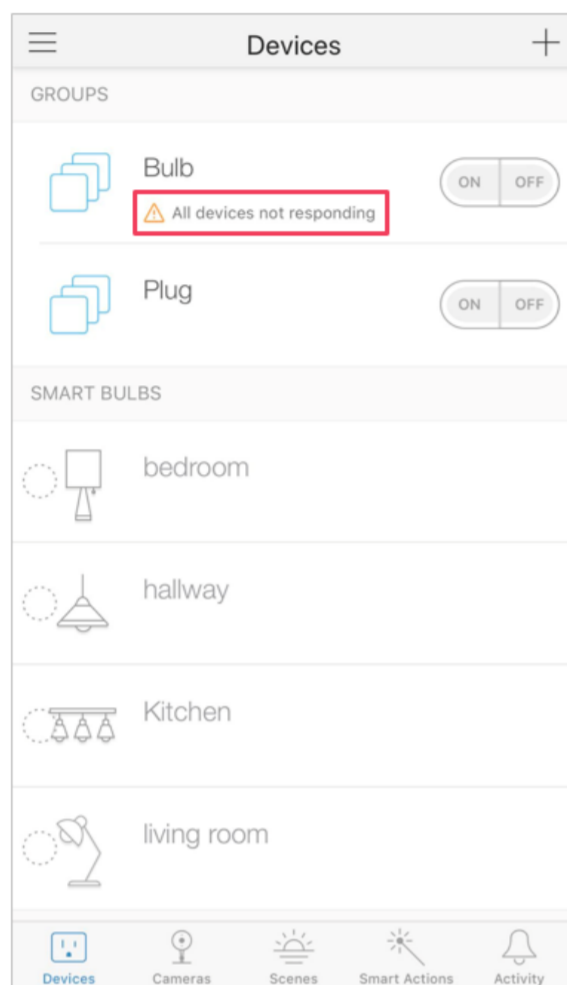 Devices
GROUPS
Bulb
ON OFF
All devices not responding
Plug
ON OFF
SMART BULBS
bedroom
hallway
Kitchen
living room
Devices Cameras Scenes Smart Actions Activity